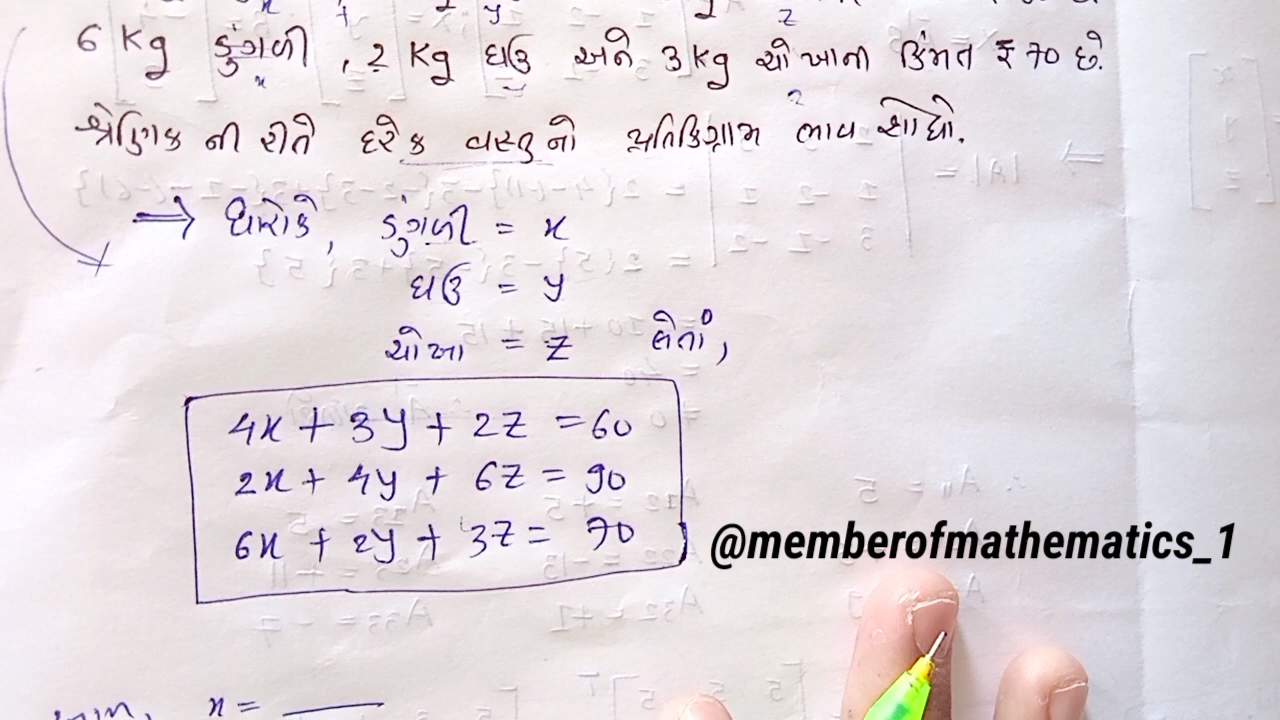 6 Kg ડુંગળી , 2 Kg ઘઉં અને 3 kg ચોખાની કિંમત ₹ 70 છે.
શ્રેણિક ની રીતે દરેક વસ્તુનો પ્રતિકિગ્રામ ભાવ શોધો.
⇒ ધારોકે, ડુંગળી = x
ઘઉં = y
ચોખા = z લેતાં,
4x + 3y + 2z = 60
2x + 4y + 6z = 90
6x + 2y + 3z = 70
@memberofmathematics_1
x =